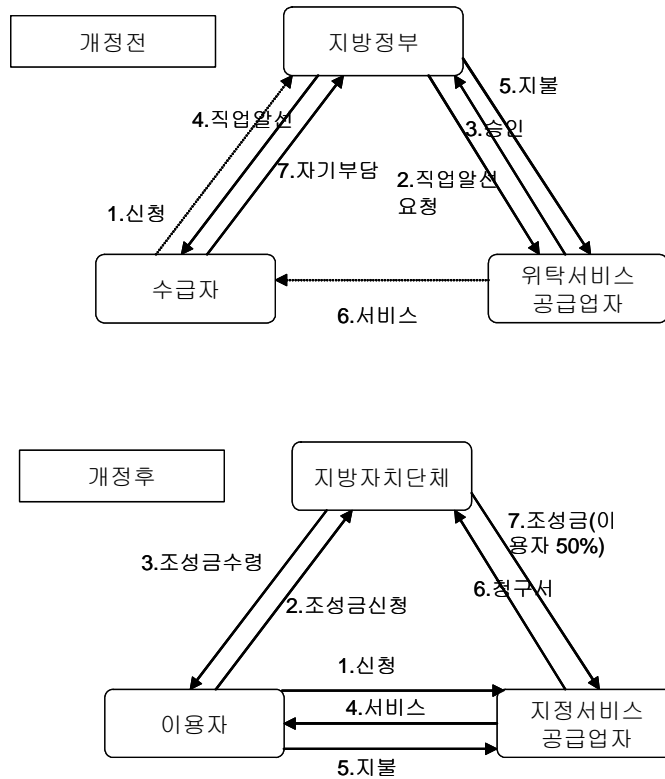 개정전
지방정부
5.지불
4.직업알선
3.승인
7.자기부담
2.직업알선
요청
1.신청
수급자
위탁서비스
공급업자
6.서비스
개정후
지방자치단체
7.조성금(이
용자 50%)
3.조성금수령
6.청구서
2.조성금신청
1.신청
이용자
4.서비스
지정서비스
공급업자
5.지불